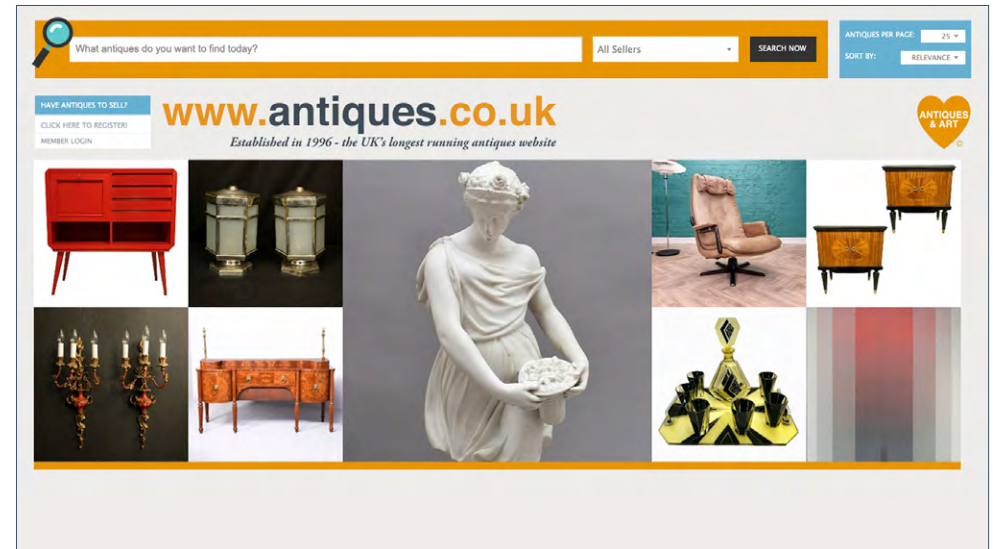 What antiques do you want to find today?
All Sellers
SEARCH NOW
ANTIQUES PER PAGE:
25
SORT BY:
RELEVANCE
HAVE ANTIQUES TO SELL?
CLICK HERE TO REGISTER!
MEMBER LOGIN
www.antiques.co.uk
Established in 1996 - the UK's longest running antiques website
ANTIQUES
& ART
©